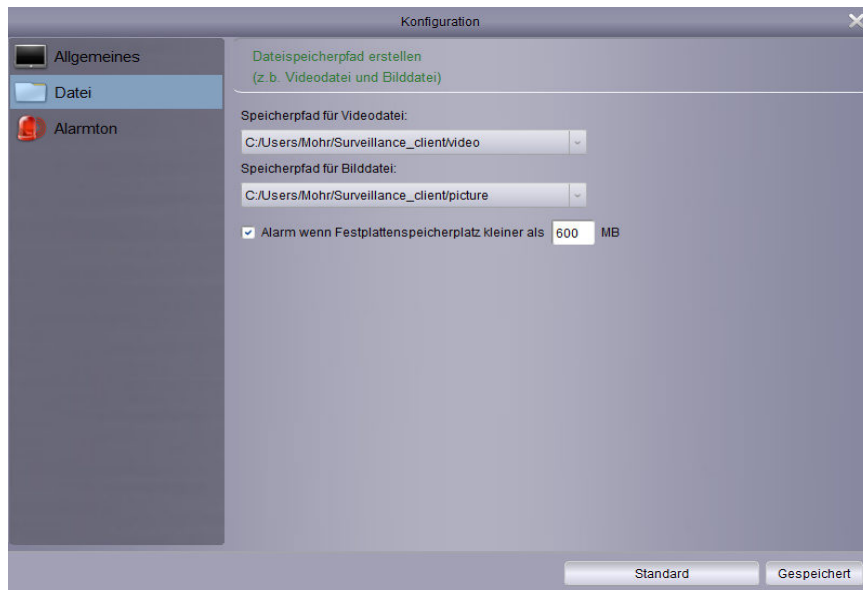 Konfiguration
Allgemeines
Datei
Alarmton
Dateispeicherpfad erstellen
(z.b. Videodatei und Bilddatei)
Speicherpfad für Videodatei:
C:/Users/Mohr/Surveillance_client/video
Speicherpfad für Bilddatei:
C:/Users/Mohr/Surveillance_client/picture
Alarm wenn Festplattenspeicherplatz kleiner als 600 MB
Standard
Gespeichert